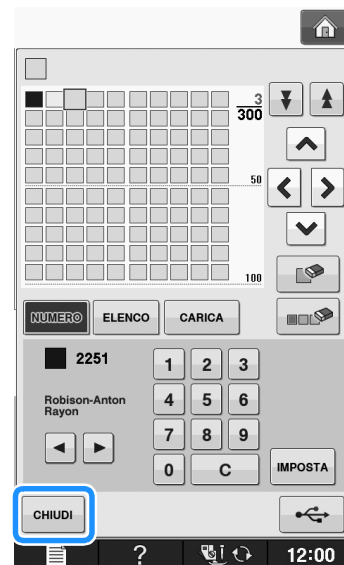 3
300
50
100
NUMERO ELENCO CARICA
2251
Robison-Anton
Rayon
1 2 3
4 5 6
7 8 9
0 C IMPOSTA
CHIUDI
? 12:00